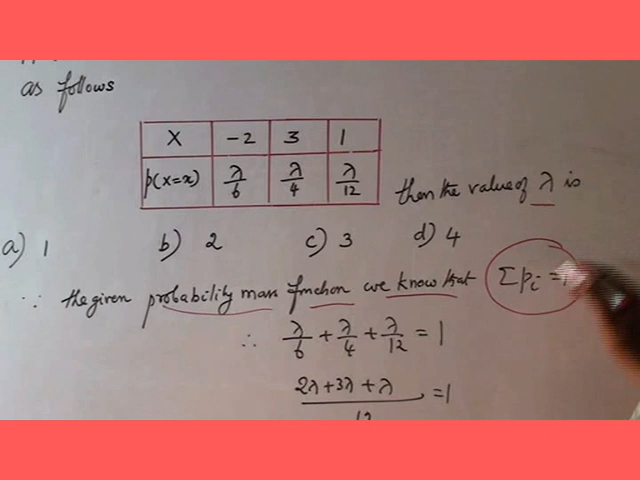 as follows
X -2 3 1
p(X=x) λ/6 λ/4 λ/12
then the value of λ is
a) 1 b) 2 c) 3 d) 4
∵ the given probability mass function we know that Σpi =
∴ λ/6 + λ/4 + λ/12 = 1
2λ+3λ+λ/12 =1